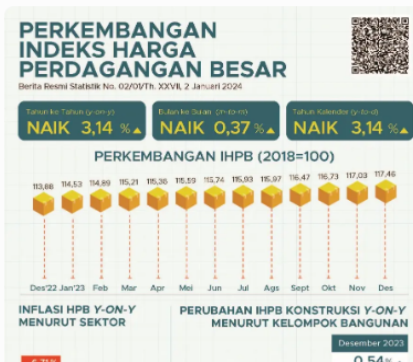 PERKEMBANGAN
INDEKS HARGA
PERDAGANGAN BESAR
Berita Resmi Statistik No. 02/01/Th. XXVII, 2 Januari 2024
Tahun ke Tahun (y-on-y)
NAIK 3,14 %
Bulan ke Bulan (m-to-m)
NAIK 0,37 %
Tahun Kalender (y-to-d)
NAIK 3,14 %
PERKEMBANGAN IHPB (2018=100)
113,88 114,53 114,89 115,21 115,36 115,59 115,74 115,93 115,97 116,47 116,73 117,03 117,46
Des'22 Jan'23 Feb Mar Apr Mei Jun Jul Ags Sept Okt Nov Des
INFLASI HPB Y-ON-Y
MENURUT SEKTOR
PERUBAHAN IHPB KONSTRUKSI Y-ON-Y
MENURUT KELOMPOK BANGUNAN
Desember 2023
0,54%